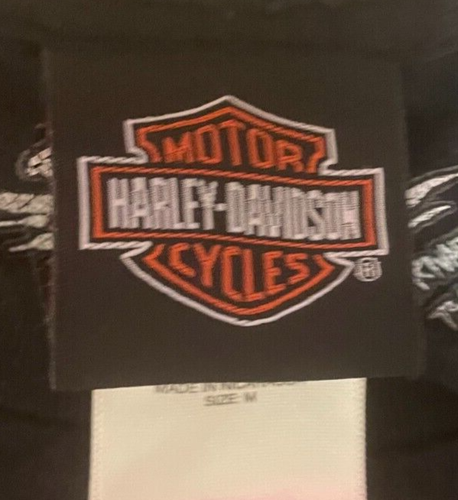 MOTOR
HARLEY-DAVIDSON
CYCLES
®
MADE IN NICARAGUA
SIZE: M